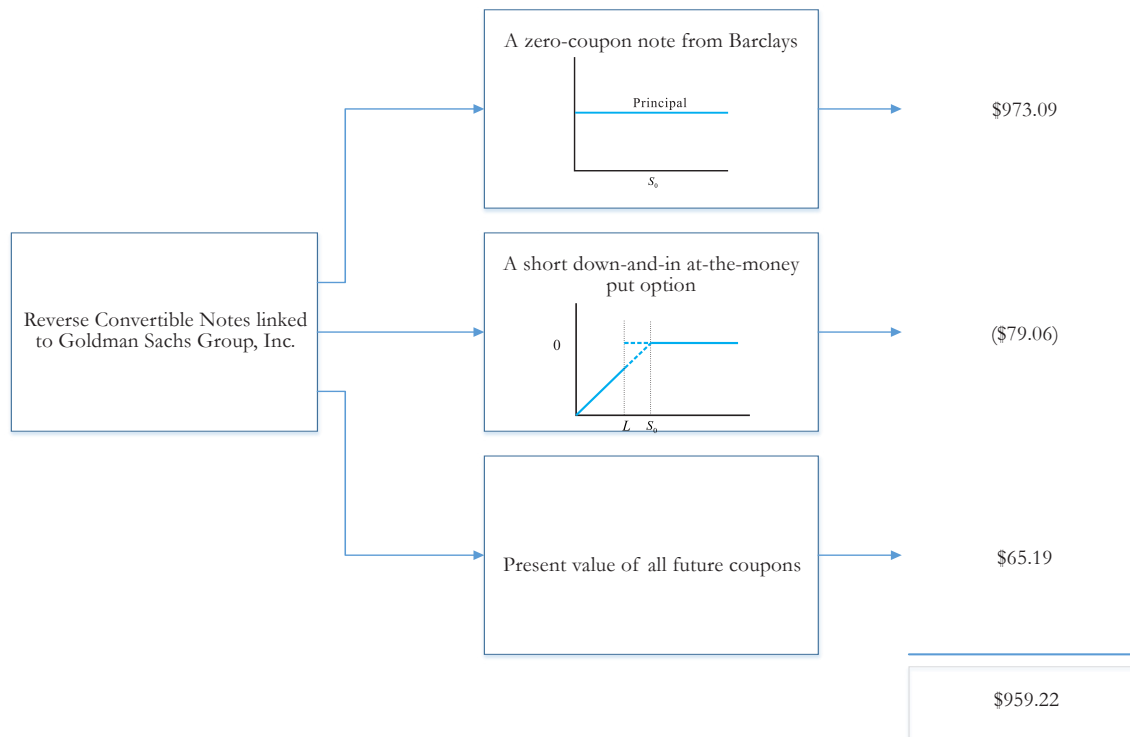 A zero-coupon note from Barclays
Principal
S₀
$973.09
Reverse Convertible Notes linked
to Goldman Sachs Group, Inc.
A short down-and-in at-the-money
put option
0
L S₀
($79.06)
Present value of all future coupons
$65.19
$959.22